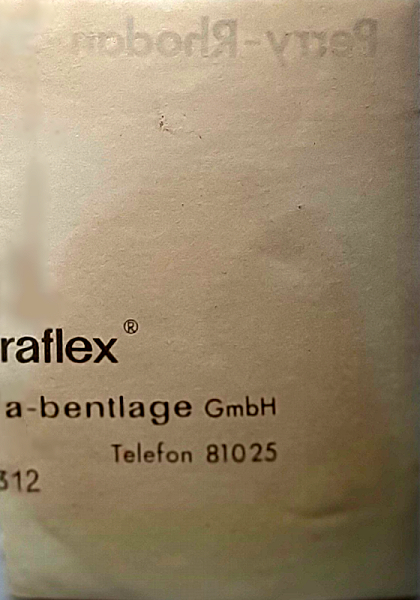 Perry-Rhodan
raflex®
a-bentlage GmbH
Telefon 81025
312